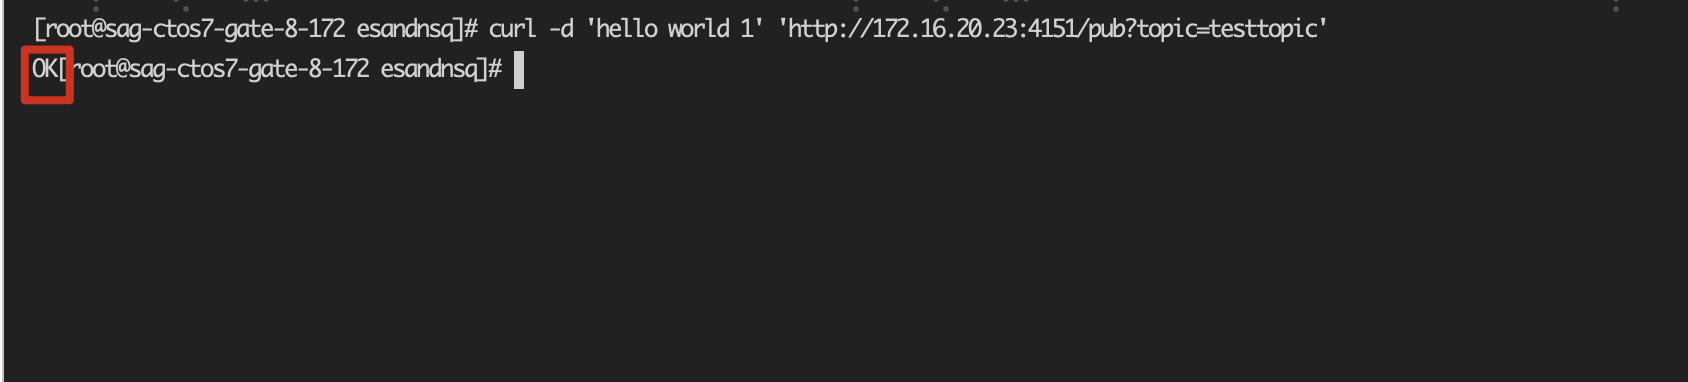 [root@sag-ctos7-gate-8-172 esandnsq]# curl -d 'hello world 1' 'http://172.16.20.23:4151/pub?topic=testtopic'
OK[root@sag-ctos7-gate-8-172 esandnsq]#